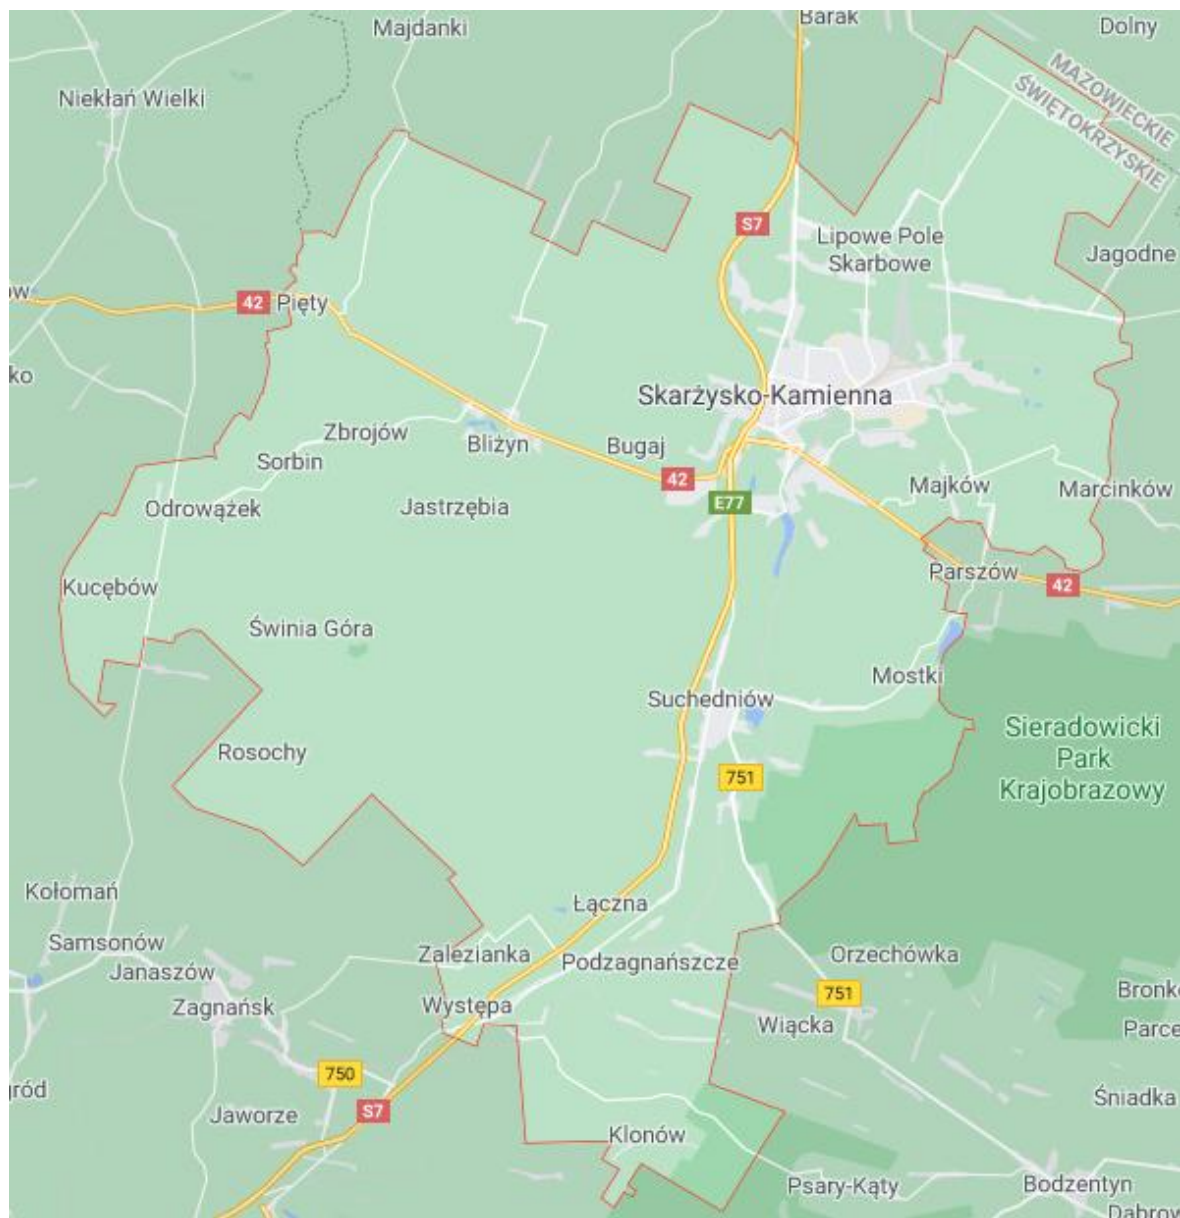 Barak
Majdanki
Dolny
MAZOWIECKIE
ŚWIĘTOKRZYSKIE
Niekłań Wielki
S7
Lipowe Pole
Skarbowe
Jagodne
42
Pięty
Skarżysko-Kamienna
Zbrojów
Bliżyn
Bugaj
Sorbin
42
E77
Majków
Marcinków
Odrowążek
Jastrzębia
Kucębów
Parszów
42
Świnia Góra
Suchedniów
Mostki
Sieradowicki
Park
Krajobrazowy
Rosochy
751
Kołomań
Łączna
Samsonów
Zalezianka
Podzagnańszcze
Orzechówka
Janaszów
Zagnańsk
Występa
751
Wiącka
750
S7
Jaworze
Śniadka
Klonów
Psary-Kąty
Bodzentyn